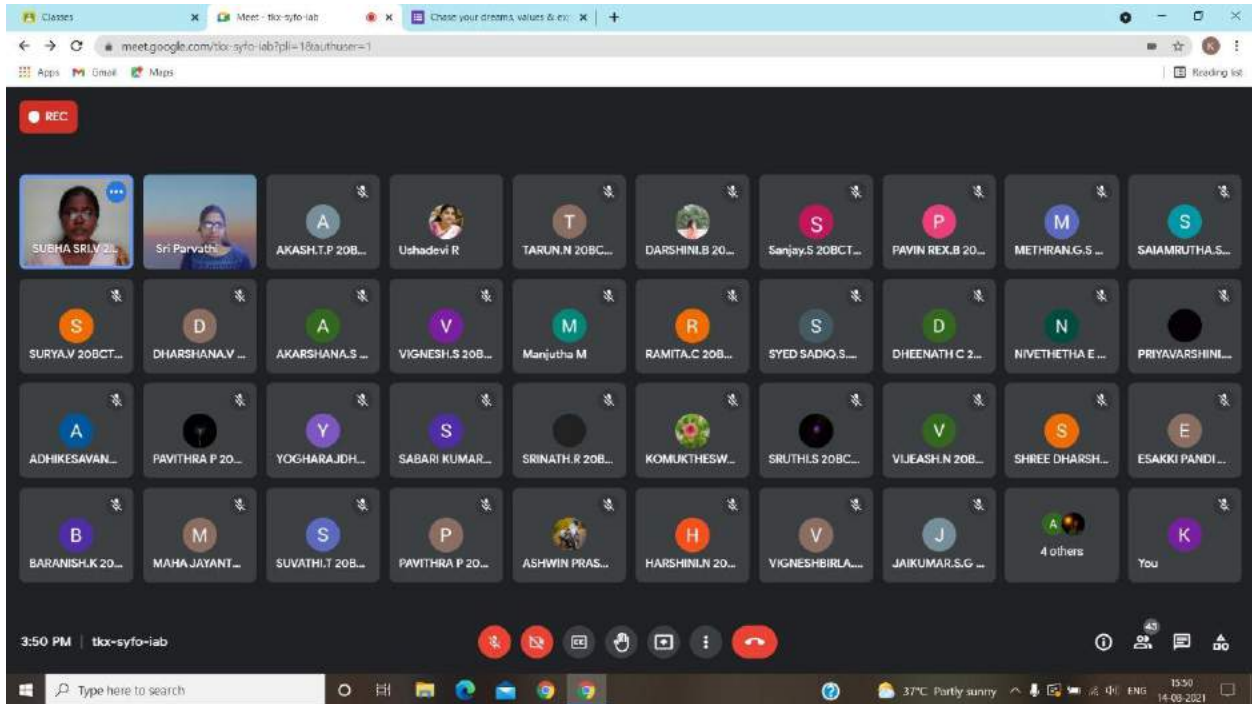 Classes
Meet - tkx-syfo-iab
Chase your dreams, values & ex
meet.google.com/tkx-syfo-iab?pli=1&authuser=1
K
Apps
Gmail
Maps
Reading list
REC
SUBHA SRI.V 2...
Sri Parvathi
A
AKASH.T.P 20B...
Ushadevi R
T
TARUN.N 20BC...
DARSHINI.B 20...
S
Sanjay.S 20BCT...
P
PAVIN REX.B 20...
M
METHRAN.G.S ...
S
SAIAMRUTHA.S...
S
SURYA.V 20BCT...
D
DHARSHANA.V ...
A
AKARSHANA.S ...
V
VIGNESH.S 20B...
M
Manjutha M
R
RAMITA.C 20B...
S
SYED SADIQ.S....
D
DHEENATH C 2...
N
NIVETHETHA E ...
PRIYAVARSHINI....
A
ADHIKESAVAN...
PAVITHRA P 20...
Y
YOGHARAJDH...
S
SABARI KUMAR...
SRINATH.R 20B...
KOMUKTHESW...
SRUTHI.S 20BC...
V
VIJEASH.N 20B...
S
SHREE DHARSH...
E
ESAKKI PANDI ...
B
BARANISH.K 20...
M
MAHA JAYANT...
S
SUVATHI.T 20B...
P
PAVITHRA P 20...
ASHWIN PRAS...
H
HARSHINI.N 20...
V
VIGNESHBIRLA....
J
JAIKUMAR.S.G ...
A
4 others
K
You
3:50 PM | tkx-syfo-iab
CC
43
Type here to search
37°C Partly sunny
ENG
15:50
14-08-2021